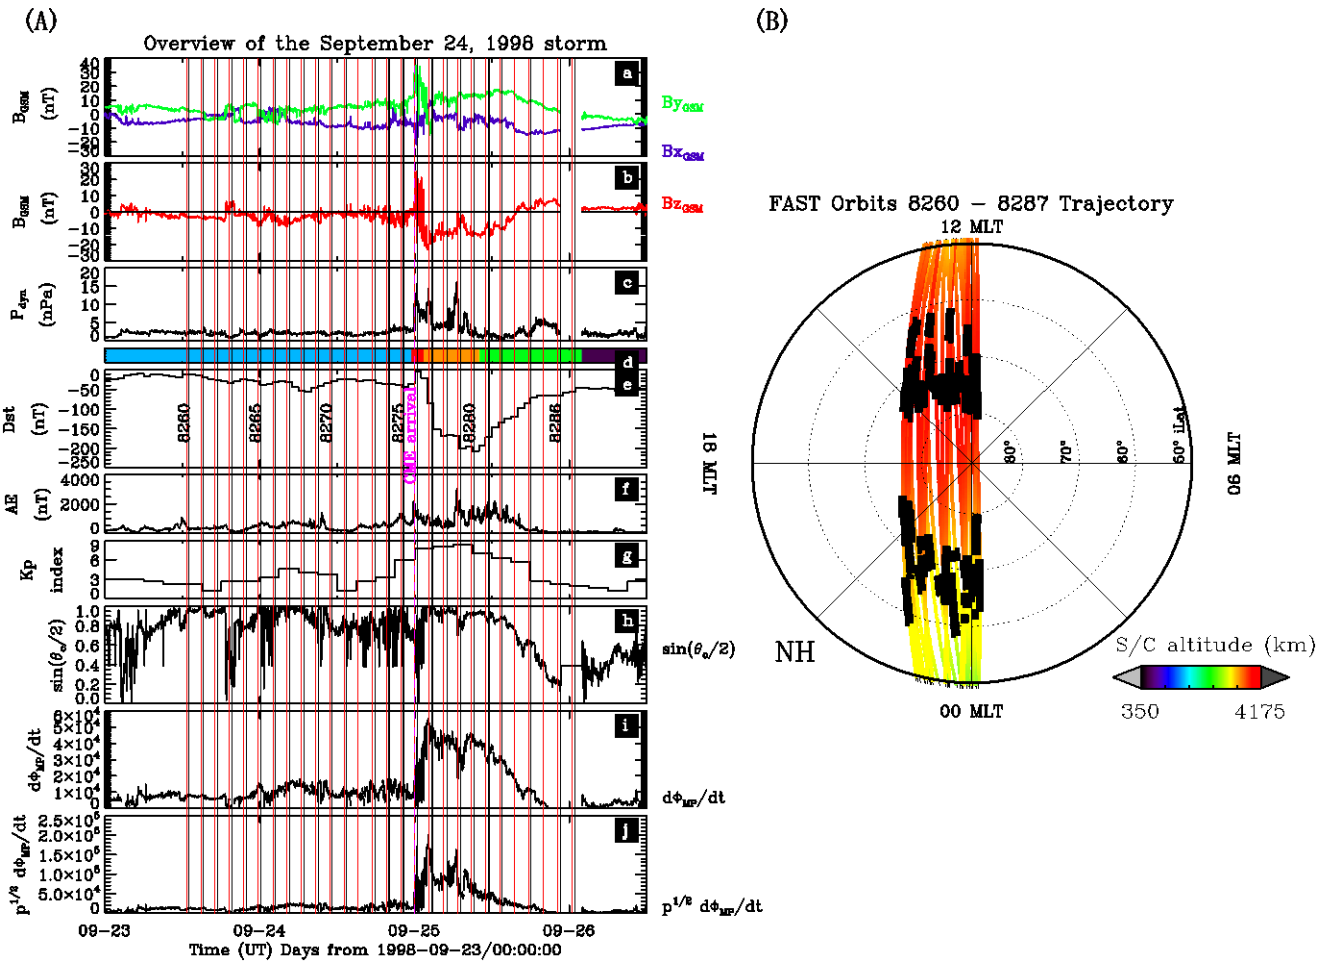 (A)
Overview of the September 24, 1998 storm
40
30
20
10
0
−10
−20
−30
B_GSM
(nT)
a
By_GSM
Bx_GSM
30
20
10
0
−10
−20
−30
B_GSM
(nT)
b
Bz_GSM
20
15
10
5
0
P_dyn
(nPa)
c
d
0
−50
−100
−150
−200
−250
Dst
(nT)
e
8260
8265
8270
8275
CME arrival
8280
8286
4000
2000
0
AE
(nT)
f
9
6
3
0
Kp
index
g
1.0
0.8
0.6
0.4
0.2
0.0
sin(θ_c/2)
h
sin(θ_c/2)
6×10⁴
5×10⁴
4×10⁴
3×10⁴
2×10⁴
1×10⁴
0
dΦ_MP/dt
i
dΦ_MP/dt
2.5×10⁵
2.0×10⁵
1.5×10⁵
1.0×10⁵
5.0×10⁴
0
p^1/2 dΦ_MP/dt
j
p^1/2 dΦ_MP/dt
09−23
09−24
09−25
09−26
Time (UT) Days from 1998−09−23/00:00:00
(B)
FAST Orbits 8260 − 8287 Trajectory
12 MLT
18 MLT
80°
70°
60°
50° iLat
06 MLT
00 MLT
NH
S/C altitude (km)
350
4175